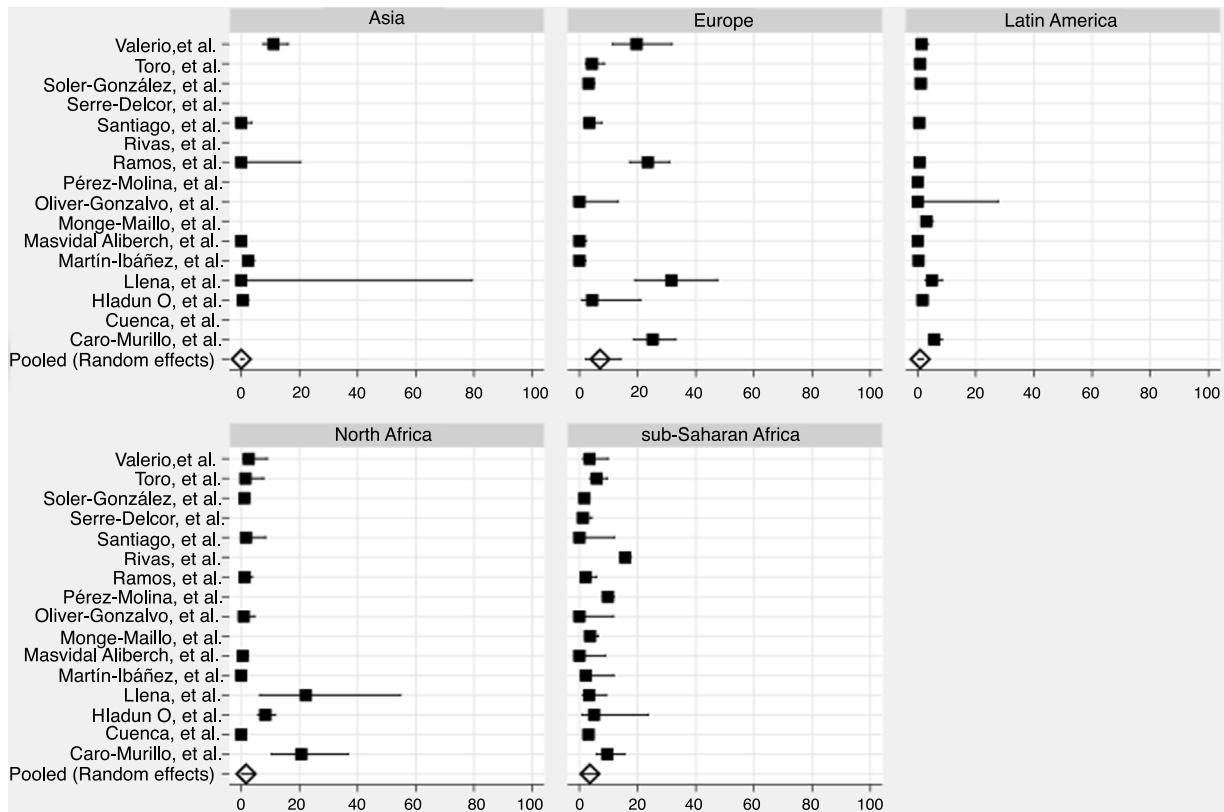 Asia
Europe
Latin America
Valerio,et al.
Toro, et al.
Soler-González, et al.
Serre-Delcor, et al.
Santiago, et al.
Rivas, et al.
Ramos, et al.
Pérez-Molina, et al.
Oliver-Gonzalvo, et al.
Monge-Maillo, et al.
Masvidal Aliberch, et al.
Martín-Ibáñez, et al.
Llena, et al.
Hladun O, et al.
Cuenca, et al.
Caro-Murillo, et al.
Pooled (Random effects)
0 20 40 60 80 100
0 20 40 60 80 100
0 20 40 60 80 100
North Africa
sub-Saharan Africa
Valerio,et al.
Toro, et al.
Soler-González, et al.
Serre-Delcor, et al.
Santiago, et al.
Rivas, et al.
Ramos, et al.
Pérez-Molina, et al.
Oliver-Gonzalvo, et al.
Monge-Maillo, et al.
Masvidal Aliberch, et al.
Martín-Ibáñez, et al.
Llena, et al.
Hladun O, et al.
Cuenca, et al.
Caro-Murillo, et al.
Pooled (Random effects)
0 20 40 60 80 100
0 20 40 60 80 100